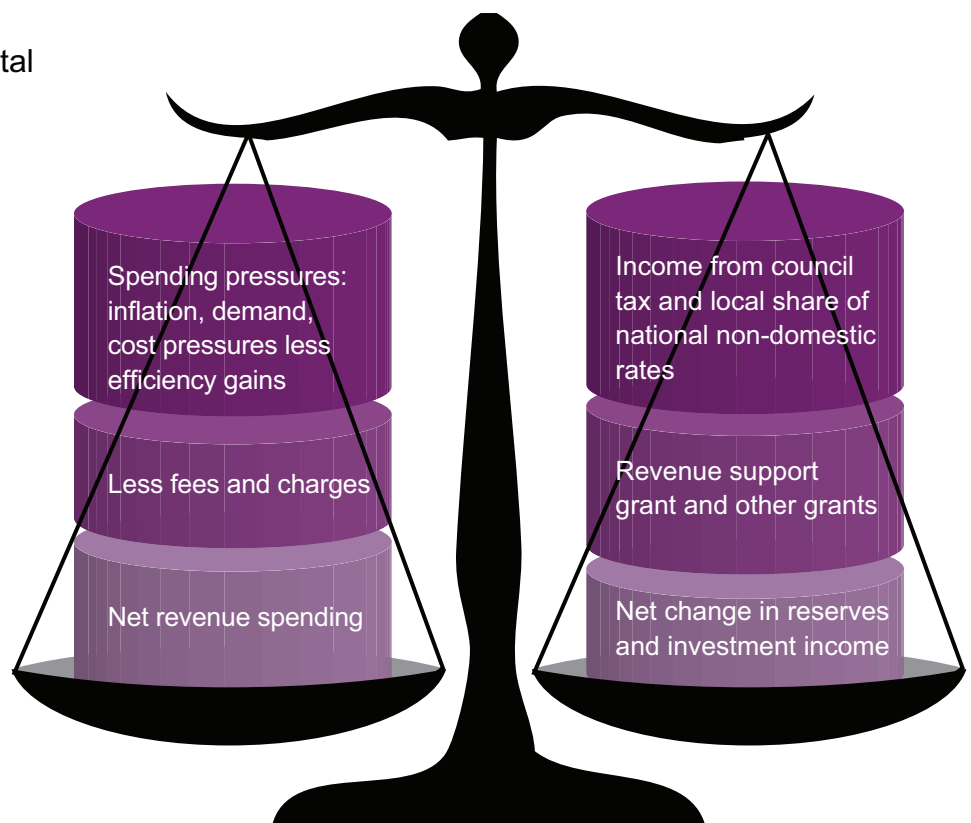 tal
Spending pressures:
inflation, demand,
cost pressures less
efficiency gains
Less fees and charges
Net revenue spending
Income from council
tax and local share of
national non-domestic
rates
Revenue support
grant and other grants
Net change in reserves
and investment income